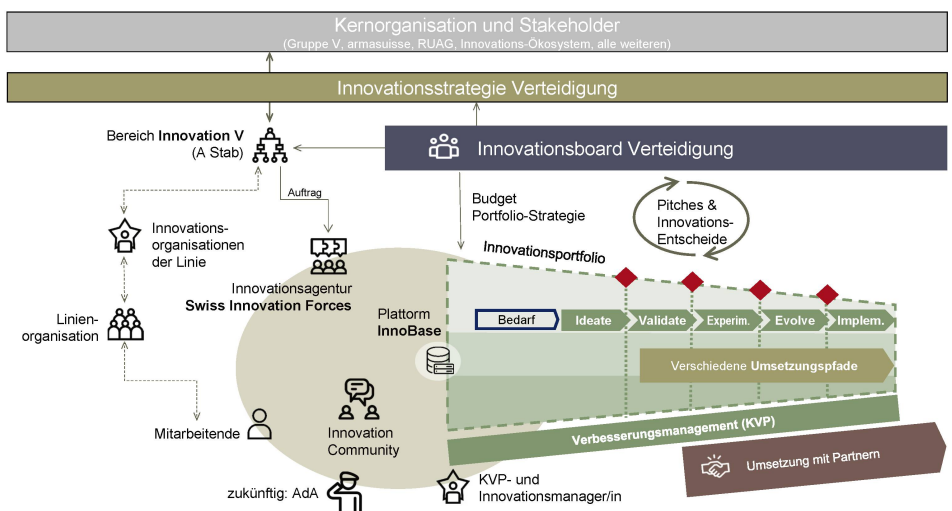 Kernorganisation und Stakeholder
(Gruppe V, armasuisse, RUAG, Innovations-Ökosystem, alle weiteren)
Innovationsstrategie Verteidigung
Bereich Innovation V
(A Stab)
Innovationsboard Verteidigung
Auftrag
Budget
Portfolio-Strategie
Pitches &
Innovations-
Entscheide
Innovations-
organisationen
der Linie
Innovationsportfolio
Innovationsagentur
Swiss Innovation Forces
Linien-
organisation
Plattorm
InnoBase
Bedarf
Ideate
Validate
Experim.
Evolve
Implem.
Verschiedene Umsetzungspfade
Mitarbeitende
Innovation
Community
Verbesserungsmanagement (KVP)
Umsetzung mit Partnern
zukünftig: AdA
KVP- und
Innovationsmanager/in